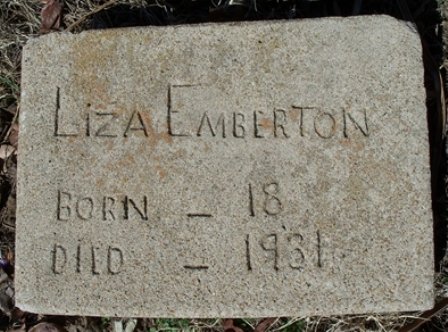 LIZA EMBERTON
BORN - 18
DIED - 1931